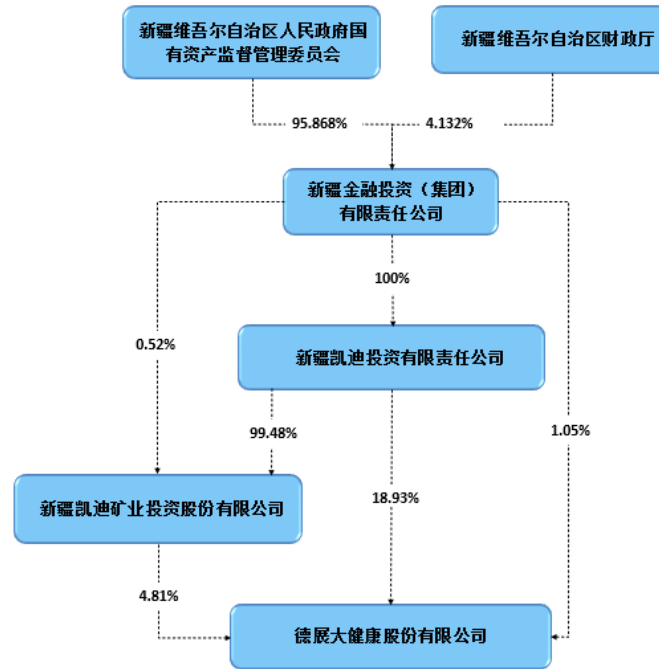 新疆维吾尔自治区人民政府国
有资产监督管理委员会
新疆维吾尔自治区财政厅
95.868%
4.132%
新疆金融投资（集团）
有限责任公司
100%
0.52%
新疆凯迪投资有限责任公司
99.48%
1.05%
新疆凯迪矿业投资股份有限公司
18.93%
4.81%
德展大健康股份有限公司